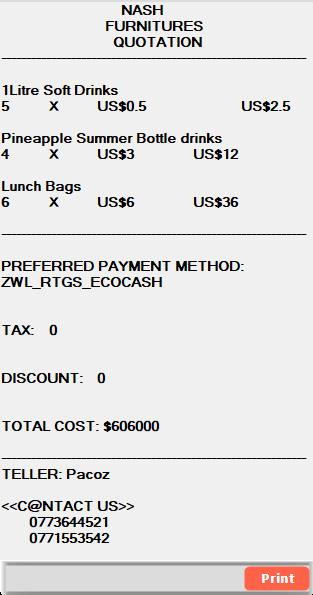 NASH
FURNITURES
QUOTATION
1Litre Soft Drinks
5 X US$0.5 US$2.5
Pineapple Summer Bottle drinks
4 X US$3 US$12
Lunch Bags
6 X US$6 US$36
PREFERRED PAYMENT METHOD:
ZWL_RTGS_ECOCASH
TAX: 0
DISCOUNT: 0
TOTAL COST: $606000
TELLER: Pacoz
<<C@NTACT US>>
0773644521
0771553542
Print